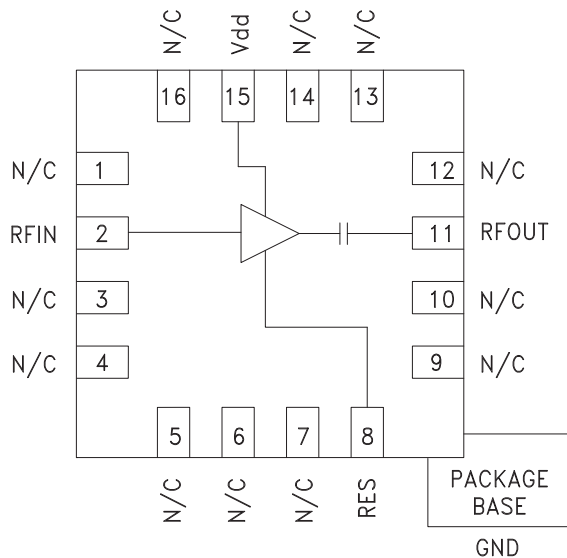 N/C Vdd N/C N/C
16 15 14 13
N/C 1 12 N/C
RFIN 2 11 RFOUT
N/C 3 10 N/C
N/C 4 9 N/C
5 6 7 8
N/C N/C N/C RES
PACKAGE
BASE
GND